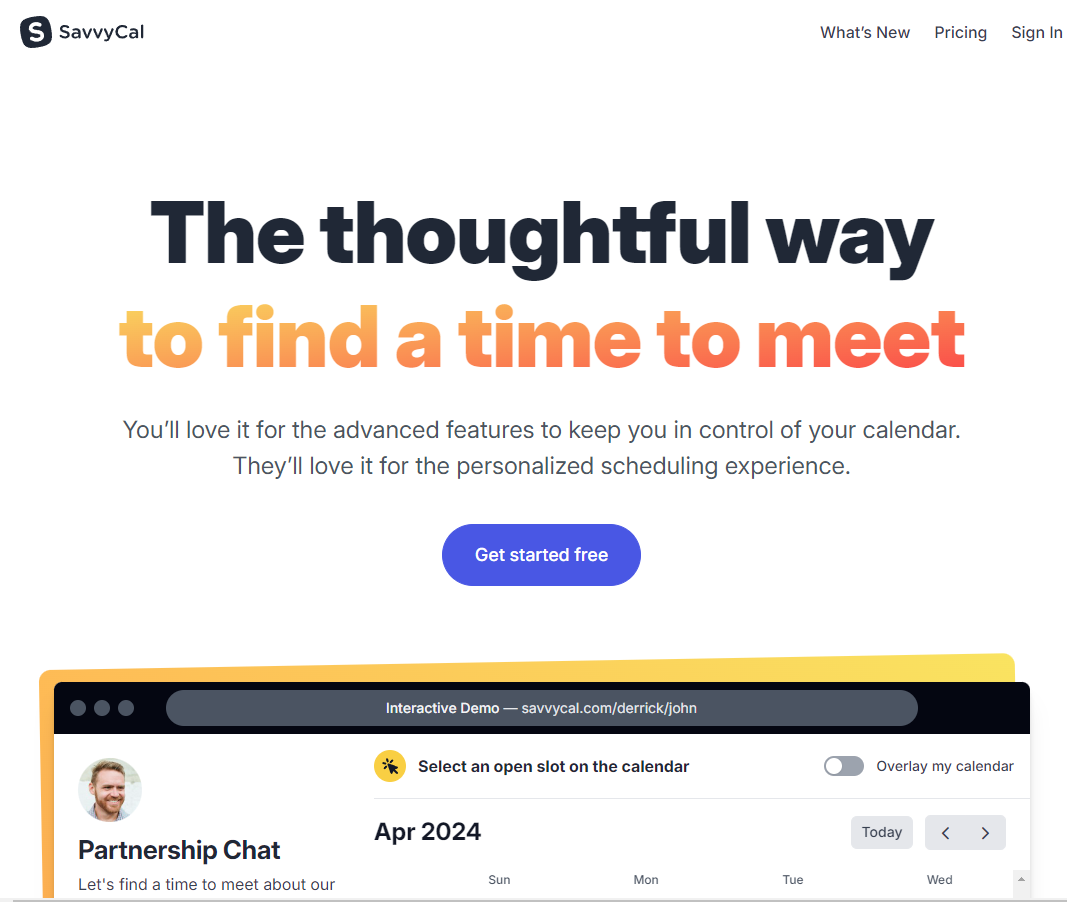 S SavvyCal
What’s New Pricing Sign In
The thoughtful way
to find a time to meet
You’ll love it for the advanced features to keep you in control of your calendar.
They’ll love it for the personalized scheduling experience.
Get started free
Interactive Demo — savvycal.com/derrick/john
Select an open slot on the calendar
Overlay my calendar
Partnership Chat
Let's find a time to meet about our
Apr 2024
Today
Sun Mon Tue Wed